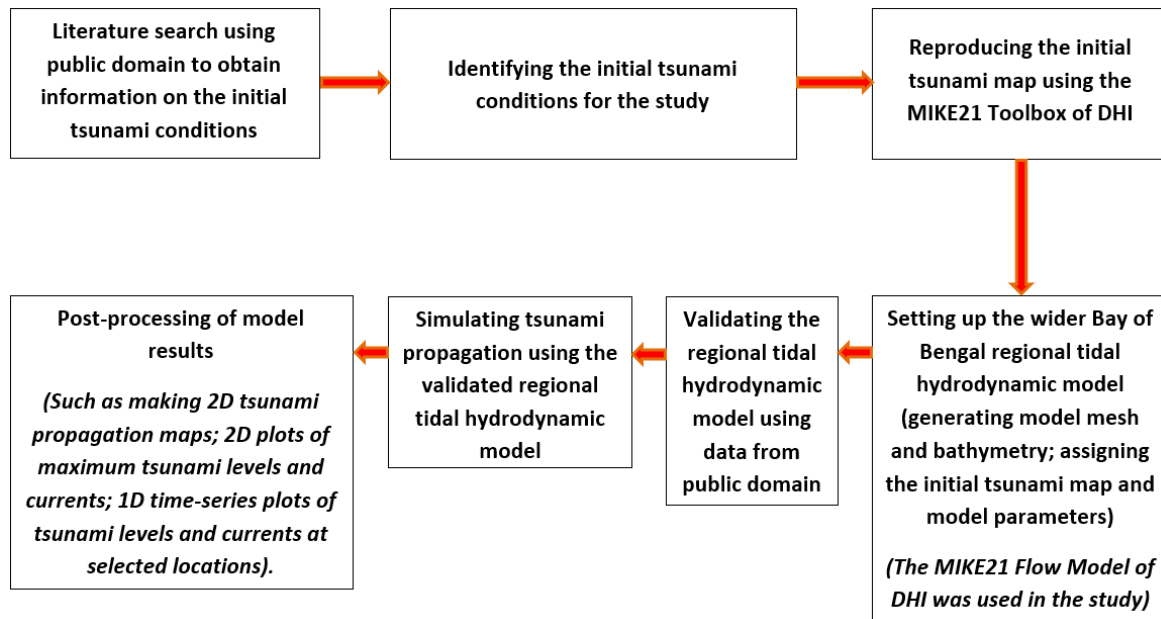 Literature search using
public domain to obtain
information on the initial
tsunami conditions
Identifying the initial tsunami
conditions for the study
Reproducing the initial
tsunami map using the
MIKE21 Toolbox of DHI
Setting up the wider Bay of
Bengal regional tidal
hydrodynamic model
(generating model mesh
and bathymetry; assigning
the initial tsunami map and
model parameters)
(The MIKE21 Flow Model of
DHI was used in the study)
Validating the
regional tidal
hydrodynamic
model using
data from
public domain
Simulating tsunami
propagation using the
validated regional
tidal hydrodynamic
model
Post-processing of model
results
(Such as making 2D tsunami
propagation maps; 2D plots of
maximum tsunami levels and
currents; 1D time-series plots of
tsunami levels and currents at
selected locations).